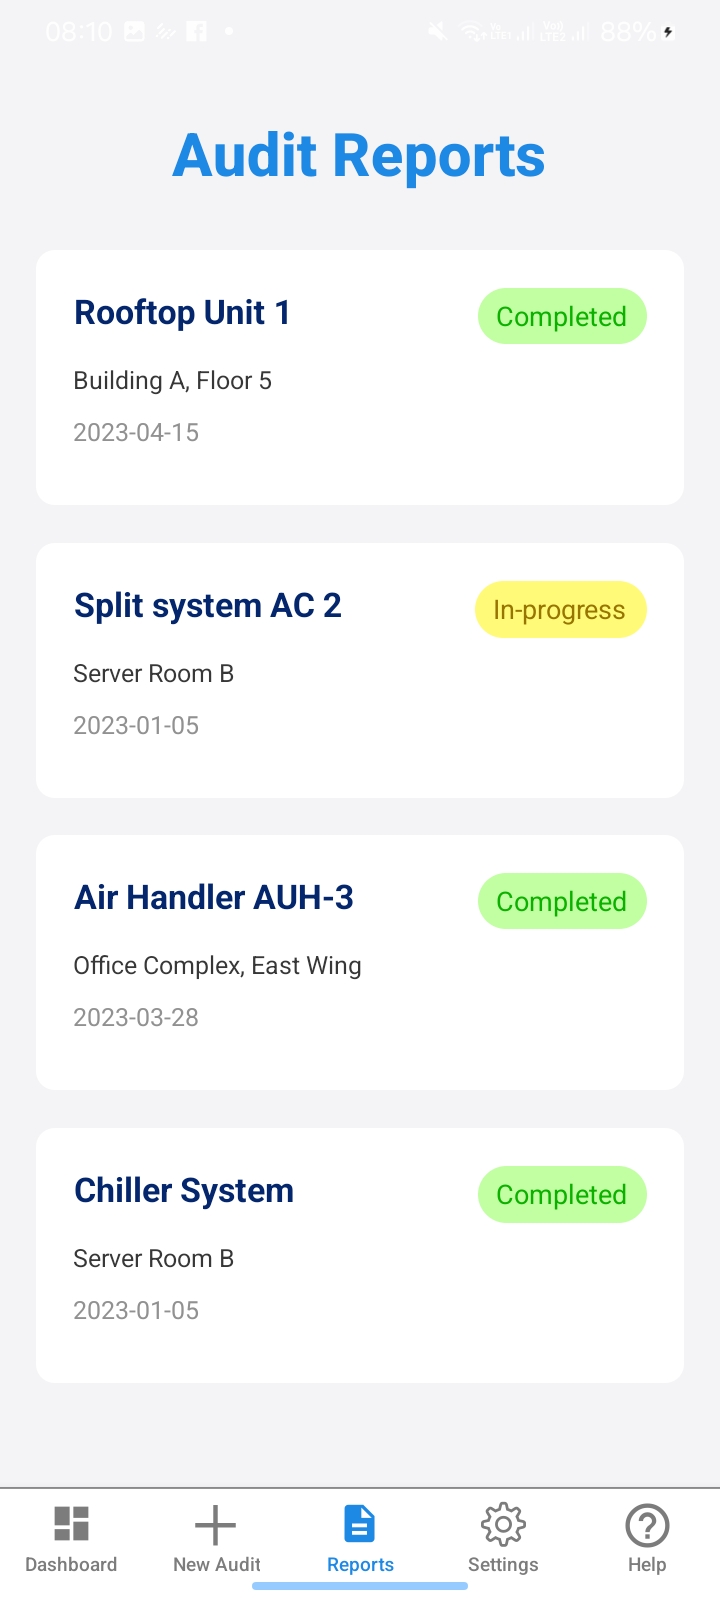 08:10 88%
Audit Reports
Rooftop Unit 1
Completed
Building A, Floor 5
2023-04-15
Split system AC 2
In-progress
Server Room B
2023-01-05
Air Handler AUH-3
Completed
Office Complex, East Wing
2023-03-28
Chiller System
Completed
Server Room B
2023-01-05
Dashboard New Audit Reports Settings Help